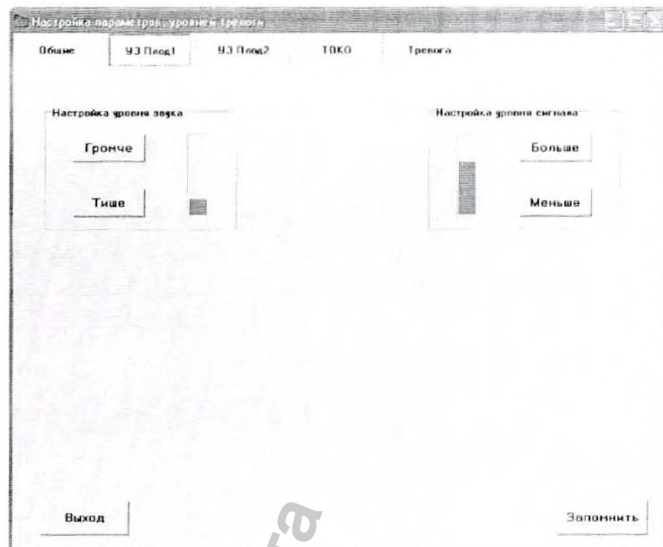 Настройка параметров, уровней тревоги
Общие УЗ Плод1 УЗ Плод2 ТОКО Тревога
Настройка уровня звука Настройка уровня сигнала
Громче Больше
Тише Меньше
Выход Запомнить